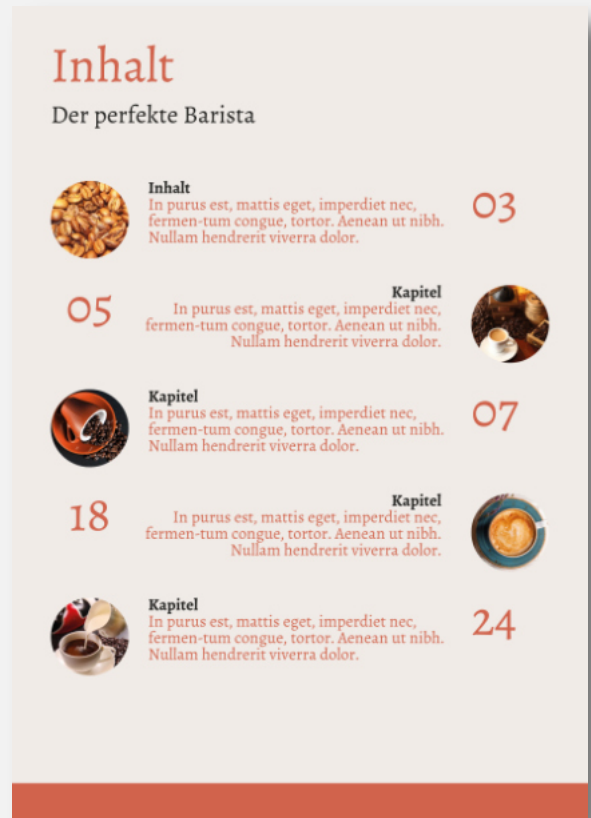 Inhalt
Der perfekte Barista
Inhalt
In purus est, mattis eget, imperdiet nec,
fermen-tum congue, tortor. Aenean ut nibh.
Nullam hendrerit viverra dolor.
03
05
Kapitel
In purus est, mattis eget, imperdiet nec,
fermen-tum congue, tortor. Aenean ut nibh.
Nullam hendrerit viverra dolor.
Kapitel
In purus est, mattis eget, imperdiet nec,
fermen-tum congue, tortor. Aenean ut nibh.
Nullam hendrerit viverra dolor.
07
18
Kapitel
In purus est, mattis eget, imperdiet nec,
fermen-tum congue, tortor. Aenean ut nibh.
Nullam hendrerit viverra dolor.
Kapitel
In purus est, mattis eget, imperdiet nec,
fermen-tum congue, tortor. Aenean ut nibh.
Nullam hendrerit viverra dolor.
24